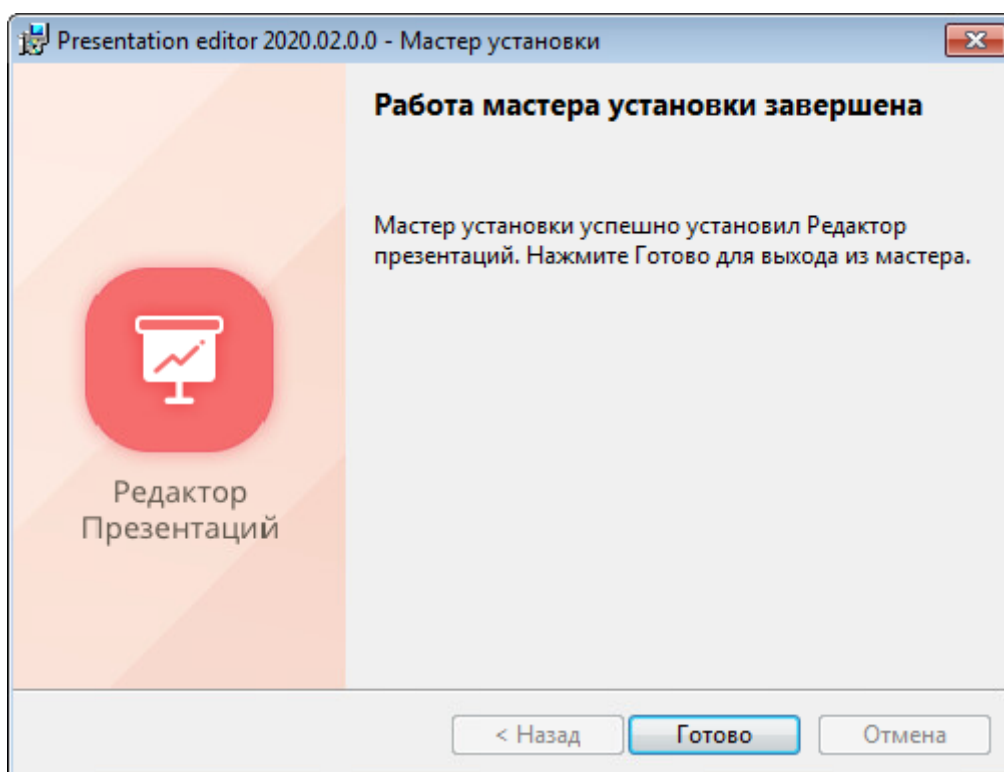 Presentation editor 2020.02.0.0 - Мастер установки
Работа мастера установки завершена
Мастер установки успешно установил Редактор
презентаций. Нажмите Готово для выхода из мастера.
Редактор
Презентаций
< Назад
Готово
Отмена